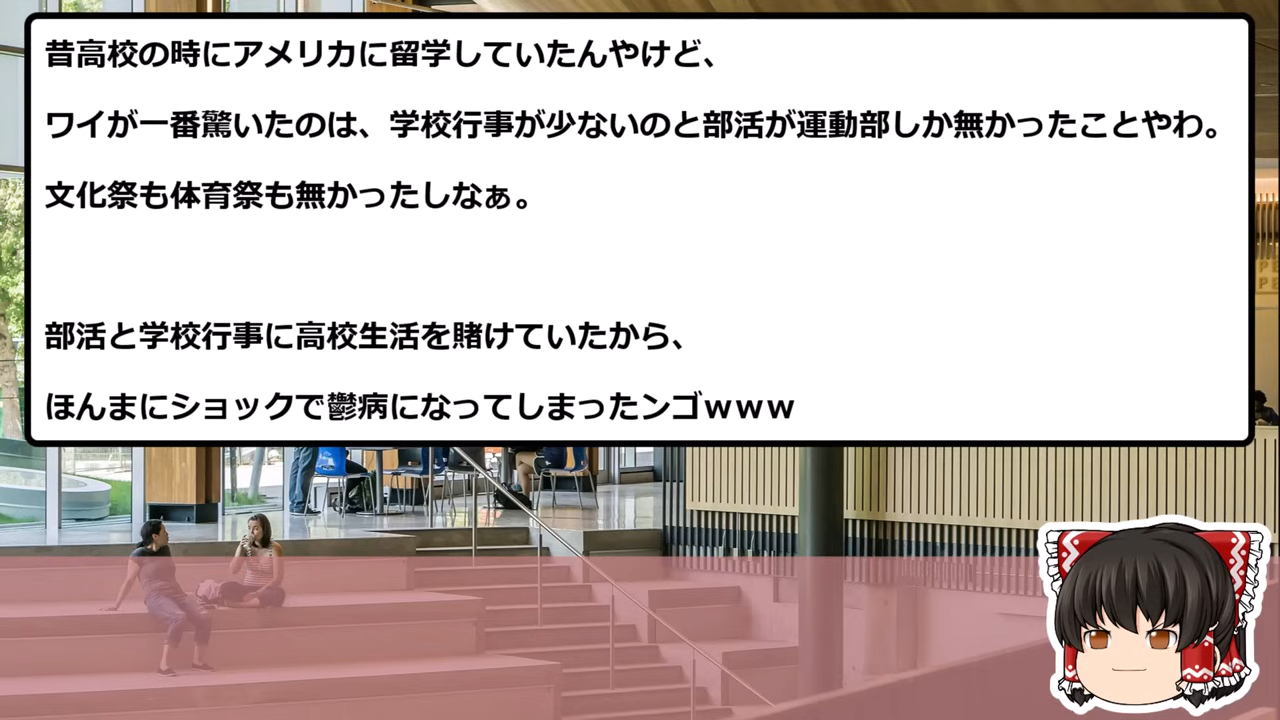 昔高校の時にアメリカに留学していたんやけど、
ワイが一番驚いたのは、学校行事が少ないのと部活が運動部しか無かったことやわ。
文化祭も体育祭も無かったしなぁ。
部活と学校行事に高校生活を賭けていたから、
ほんまにショックで鬱病になってしまったンゴｗｗｗ